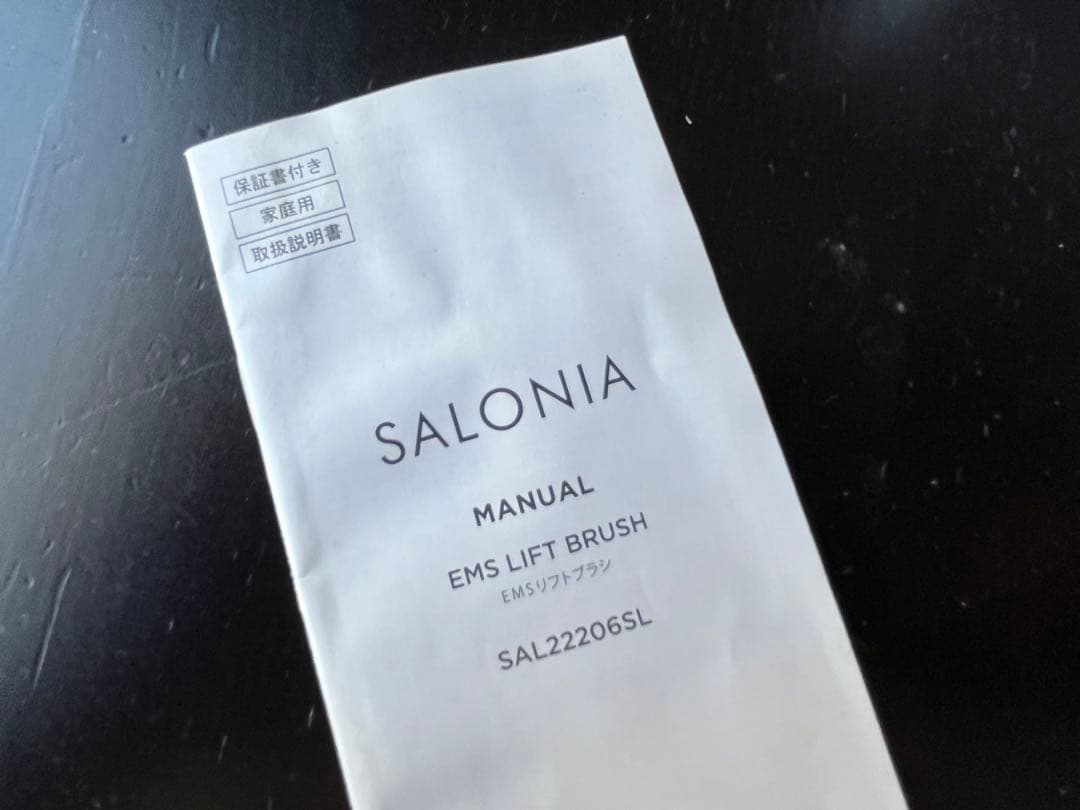 保証書付き
家庭用
取扱説明書
SALONIA
MANUAL
EMS LIFT BRUSH
EMSリフトブラシ
SAL22206SL